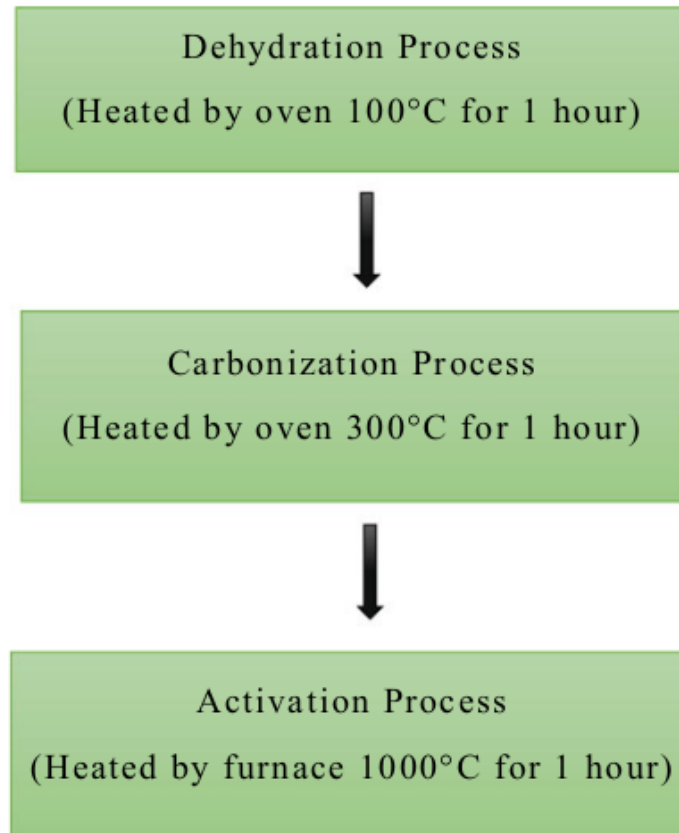 Dehydration Process
(Heated by oven 100°C for 1 hour)
Carbonization Process
(Heated by oven 300°C for 1 hour)
Activation Process
(Heated by furnace 1000°C for 1 hour)